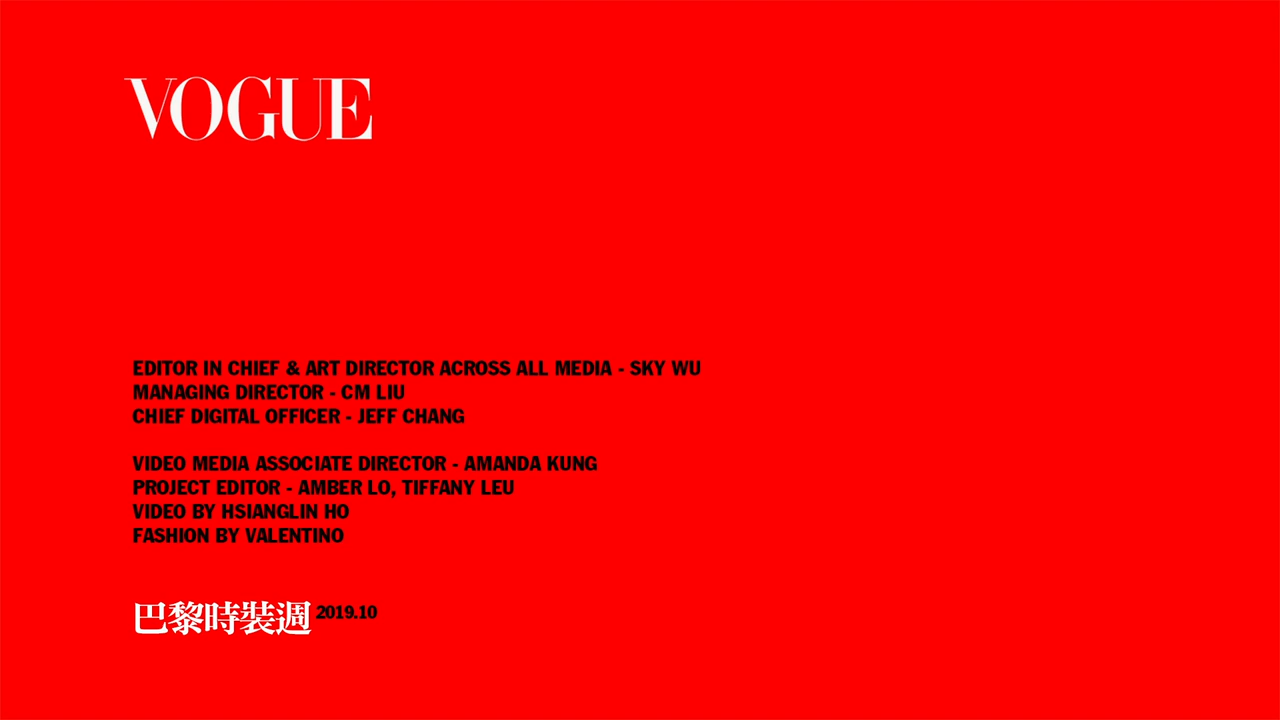 VOGUE
EDITOR IN CHIEF & ART DIRECTOR ACROSS ALL MEDIA - SKY WU
MANAGING DIRECTOR - CM LIU
CHIEF DIGITAL OFFICER - JEFF CHANG
VIDEO MEDIA ASSOCIATE DIRECTOR - AMANDA KUNG
PROJECT EDITOR - AMBER LO, TIFFANY LEU
VIDEO BY HSIANGLIN HO
FASHION BY VALENTINO
巴黎時裝週 2019.10